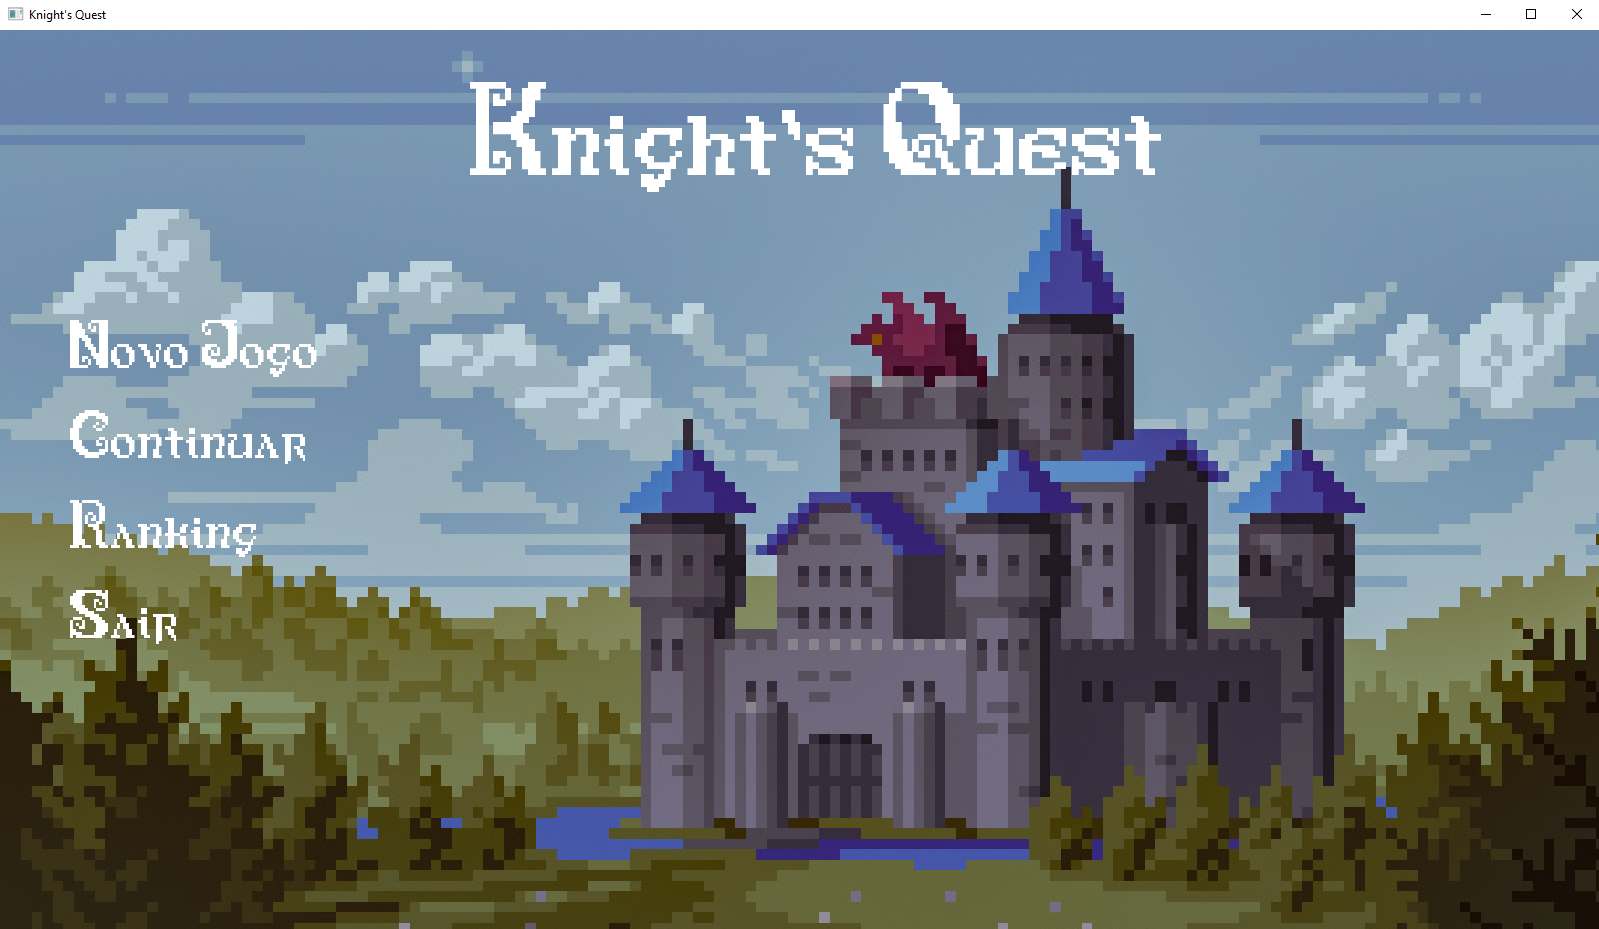 Knight's Quest
Knight's Quest
Novo Jogo
Continuar
Ranking
Sair